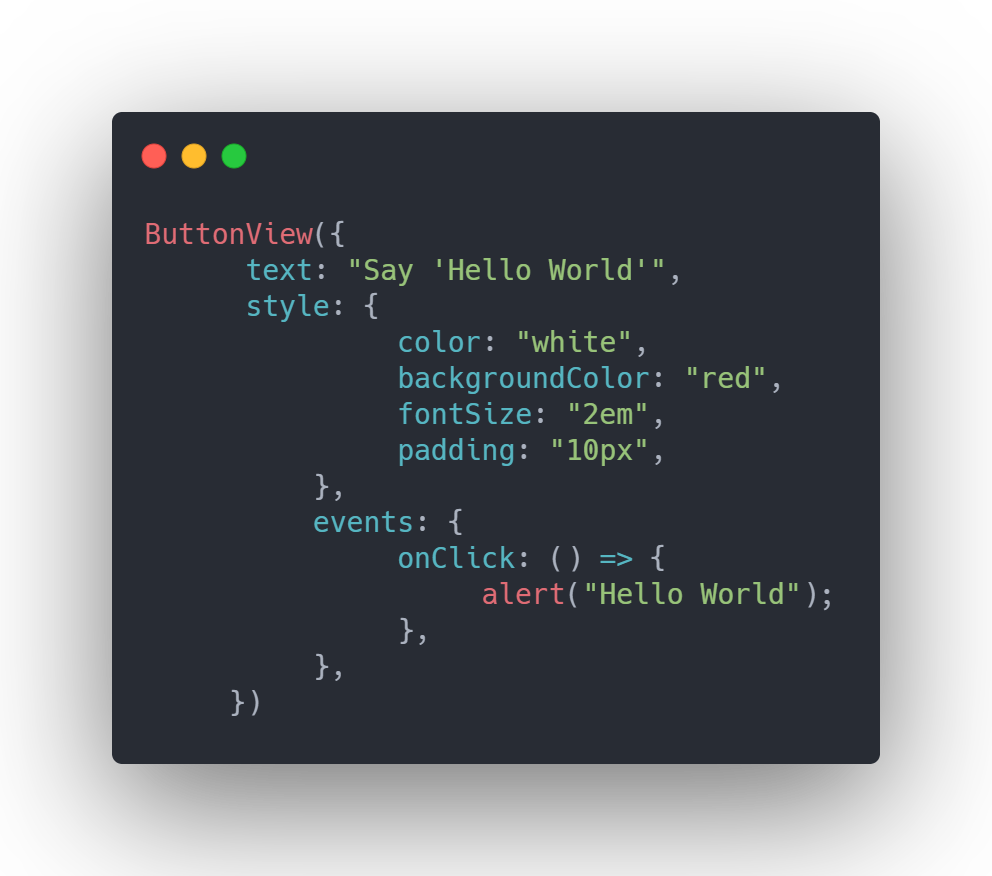 ButtonView({
      text: "Say 'Hello World'",
      style: {
               color: "white",
               backgroundColor: "red",
               fontSize: "2em",
               padding: "10px",
          },
          events: {
               onClick: () => {
                    alert("Hello World");
               },
          },
     })